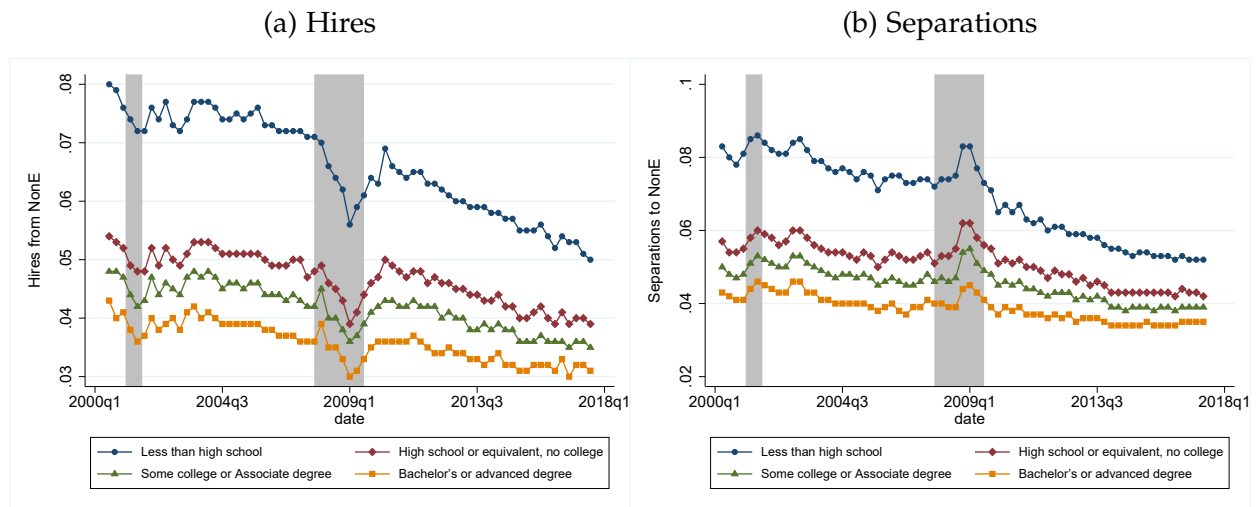 (a) Hires
(b) Separations
Hires from NonE
.08
.07
.06
.05
.04
.03
2000q1
2004q3
2009q1
2013q3
2018q1
date
Less than high school
High school or equivalent, no college
Some college or Associate degree
Bachelor's or advanced degree
Separations to NonE
.1
.08
.06
.04
.02
2000q1
2004q3
2009q1
2013q3
2018q1
date
Less than high school
High school or equivalent, no college
Some college or Associate degree
Bachelor's or advanced degree